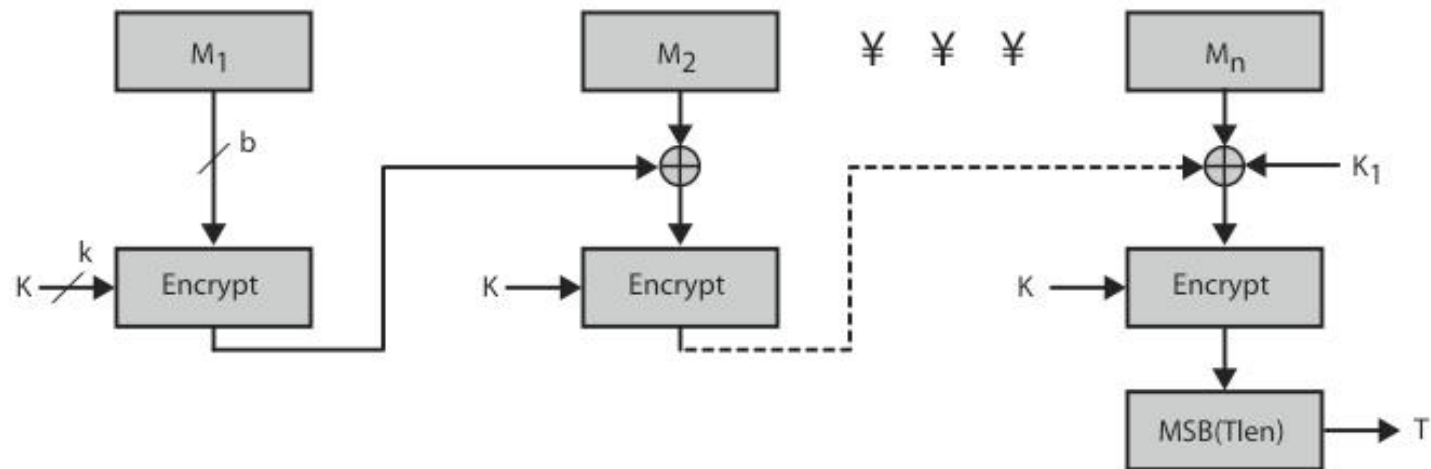 M1 M2 ¥ ¥ ¥ Mn
b
K1
k
K Encrypt K Encrypt K Encrypt
MSB(Tlen) T